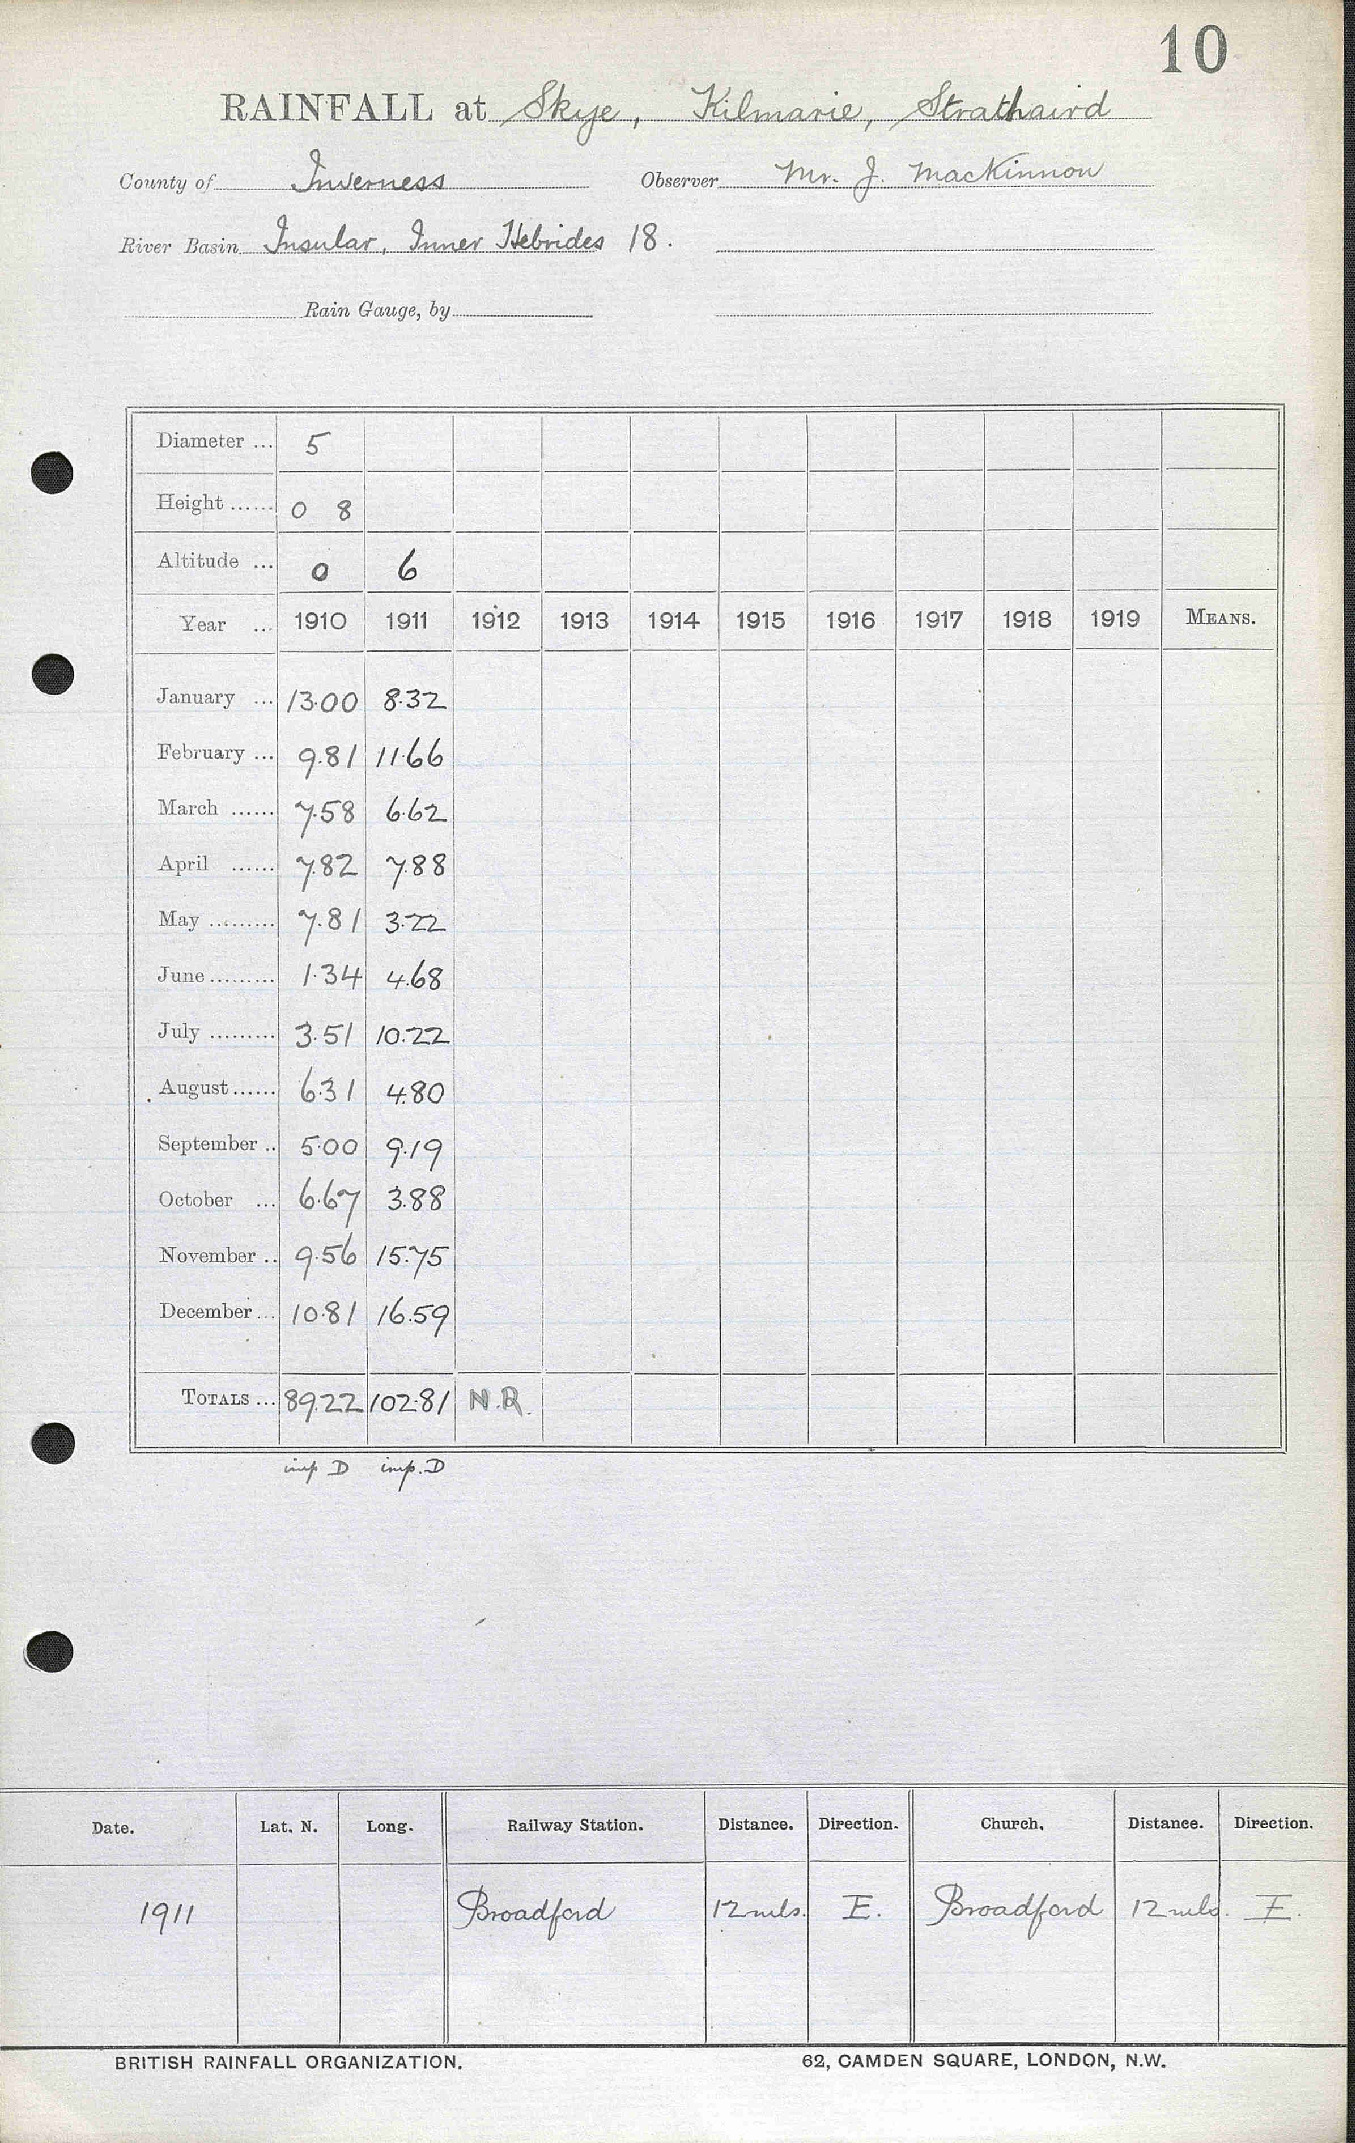 10
RAINFALL at Skye, Kilmarie, Strathaird
County of Inverness Observer Mr. J. MacKinnon
River Basin Insular, Inner Hebrides 18.
Rain Gauge, by
Diameter ... 5
Height ...... 0 8
Altitude ... 0 6
Year ... 1910 1911 1912 1913 1914 1915 1916 1917 1918 1919 MEANS.
January ... 13.00 8.32
February ... 9.81 11.66
March ...... 7.58 6.62
April ...... 7.82 7.88
May ......... 7.81 3.22
June ......... 1.34 4.68
July ......... 3.51 10.22
August ...... 6.31 4.80
September .. 5.00 9.19
October ... 6.67 3.88
November .. 9.56 15.75
December ... 10.81 16.59
TOTALS ... 89.22 102.81 N.R.
imp D imp. D
Date. Lat. N. Long. Railway Station. Distance. Direction. Church. Distance. Direction.
1911 Broadford 12 mls. E. Broadford 12 mls. E.
BRITISH RAINFALL ORGANIZATION. 62, CAMDEN SQUARE, LONDON, N.W.